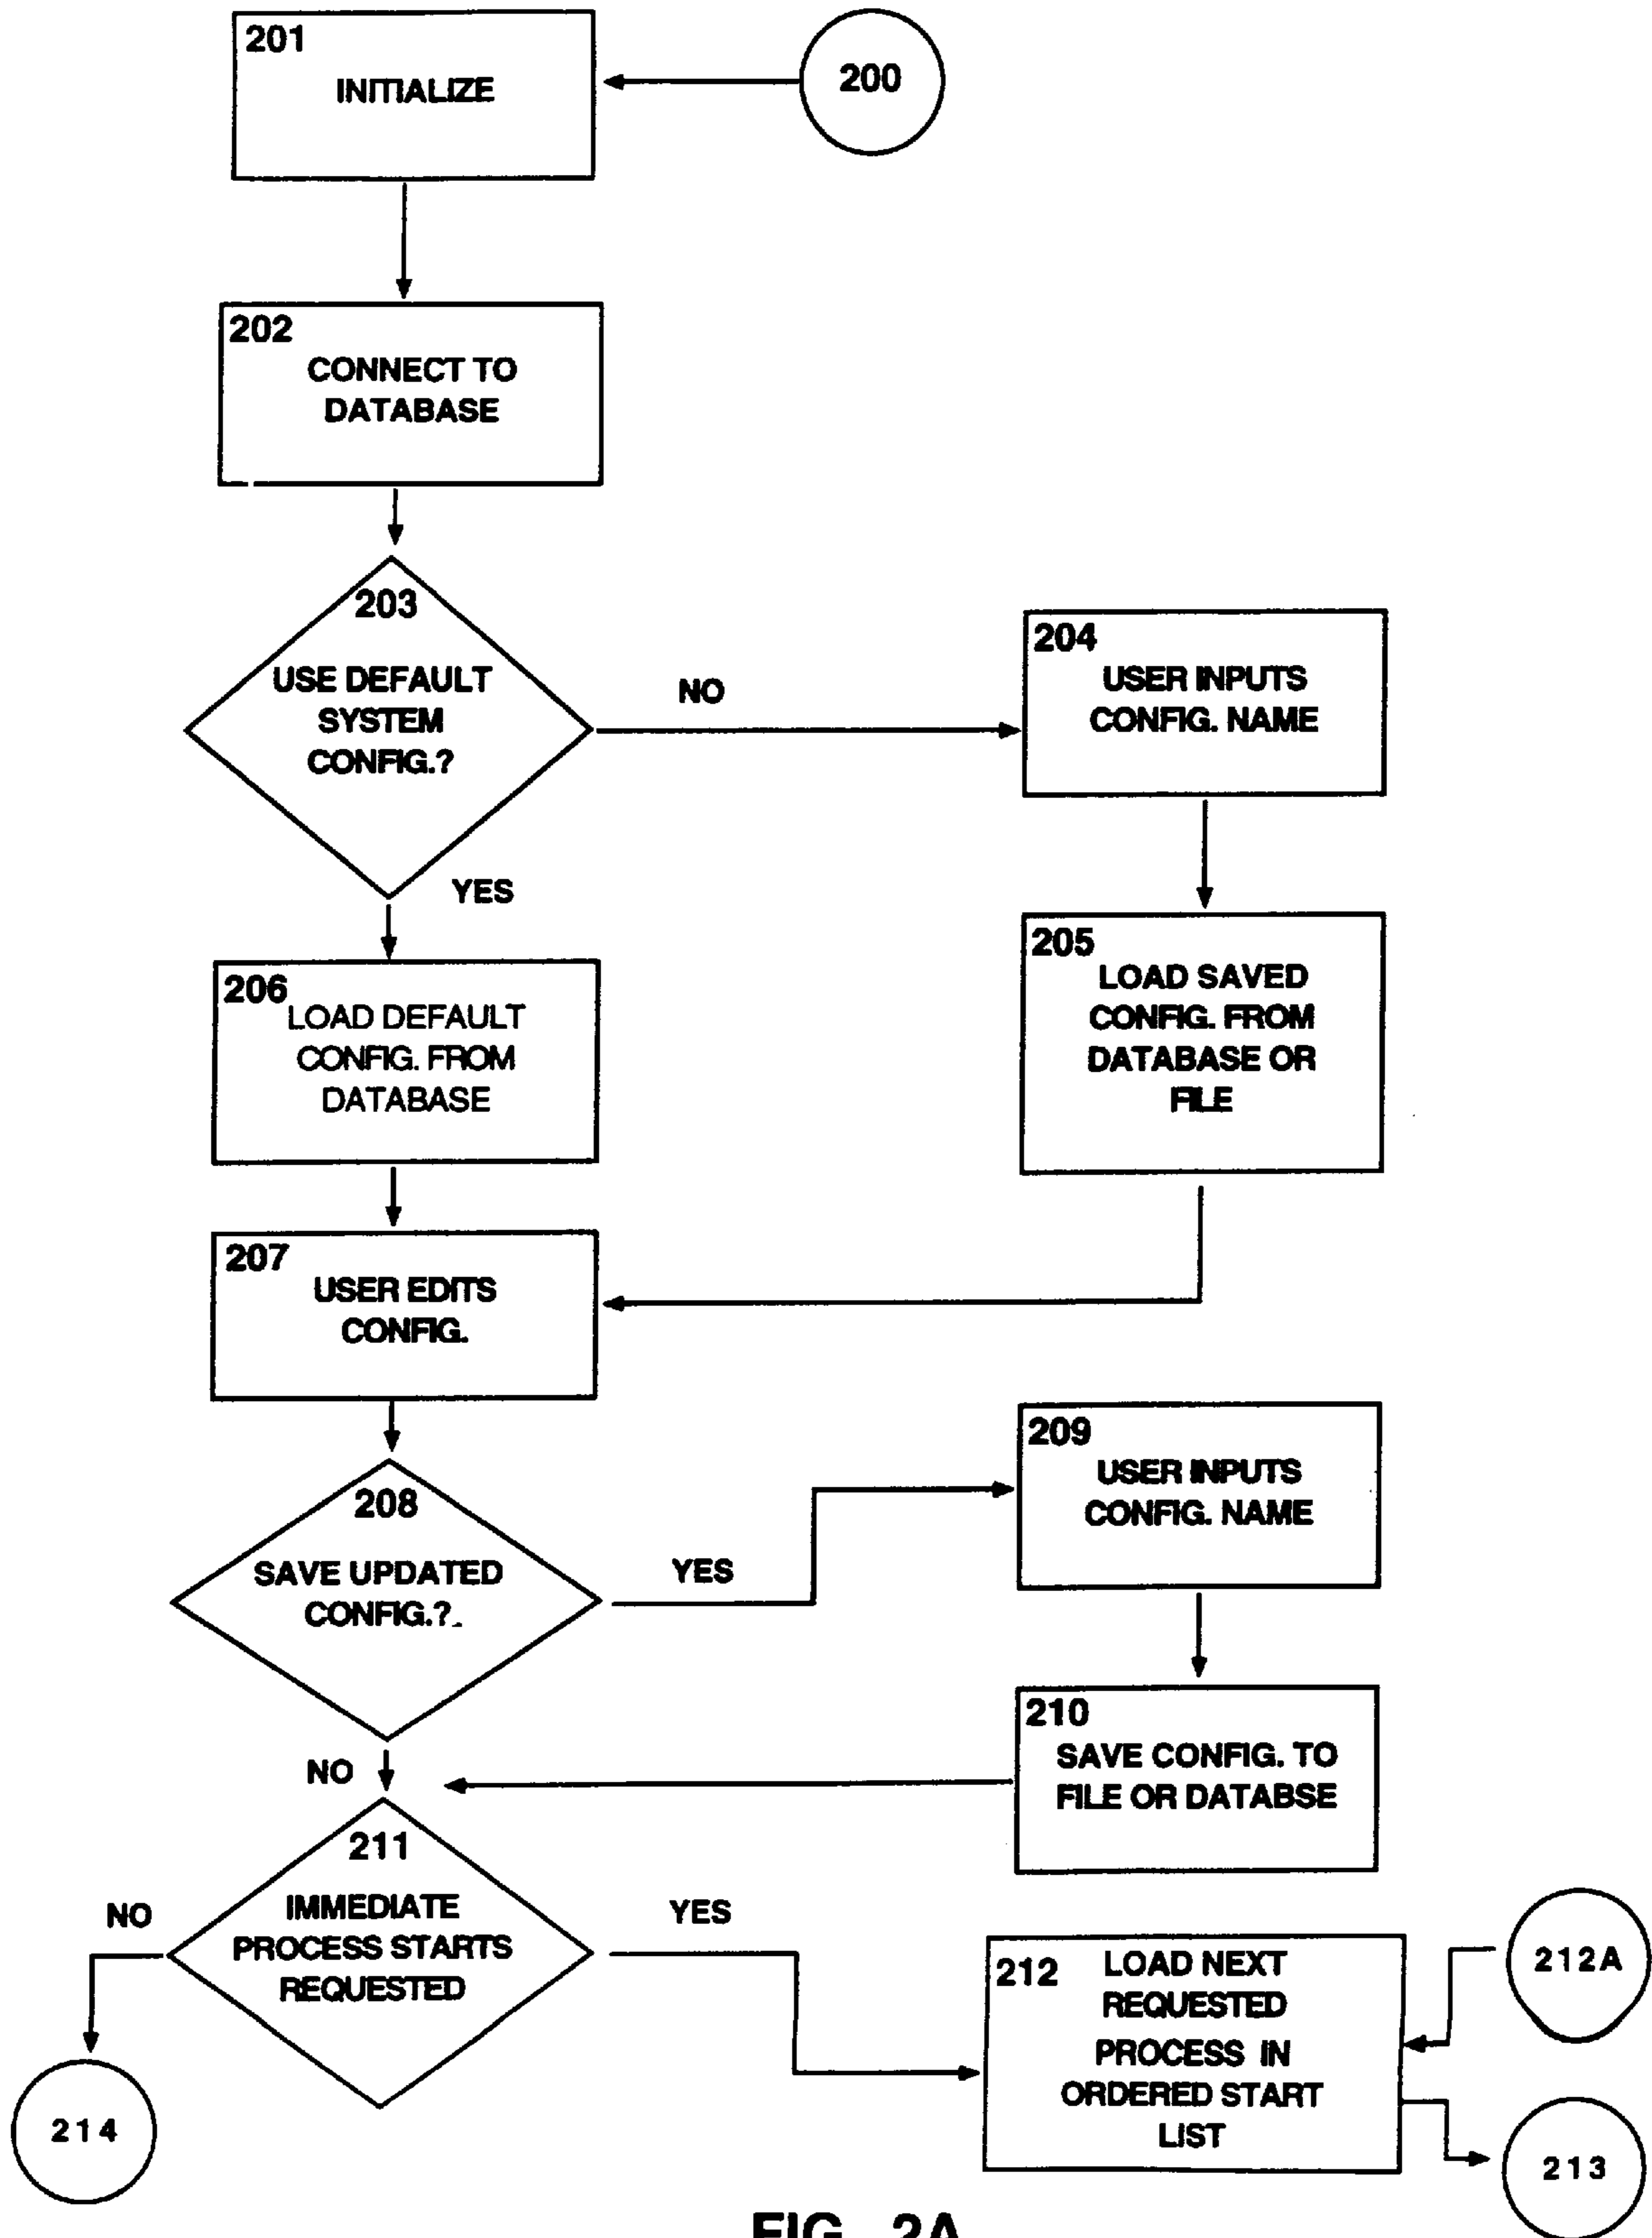 201
INITIALIZE
200
202
CONNECT TO
DATABASE
203
USE DEFAULT
SYSTEM
CONFIG.?
NO
YES
204
USER INPUTS
CONFIG. NAME
205
LOAD SAVED
CONFIG. FROM
DATABASE OR
FILE
206
LOAD DEFAULT
CONFIG. FROM
DATABASE
207
USER EDITS
CONFIG.
208
SAVE UPDATED
CONFIG.?
YES
NO
209
USER INPUTS
CONFIG. NAME
210
SAVE CONFIG. TO
FILE OR DATABSE
211
IMMEDIATE
PROCESS STARTS
REQUESTED
NO
YES
214
212
LOAD NEXT
REQUESTED
PROCESS IN
ORDERED START
LIST
212A
213
FIG. 2A